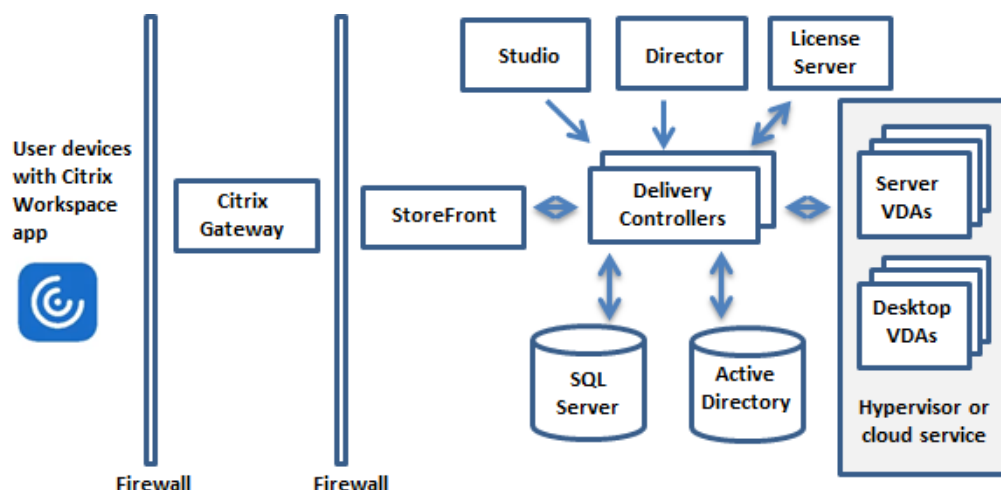 User devices
with Citrix
Workspace
app
Citrix
Gateway
StoreFront
Studio
Director
License
Server
Delivery
Controllers
SQL
Server
Active
Directory
Server
VDAs
Desktop
VDAs
Hypervisor or
cloud service
Firewall
Firewall